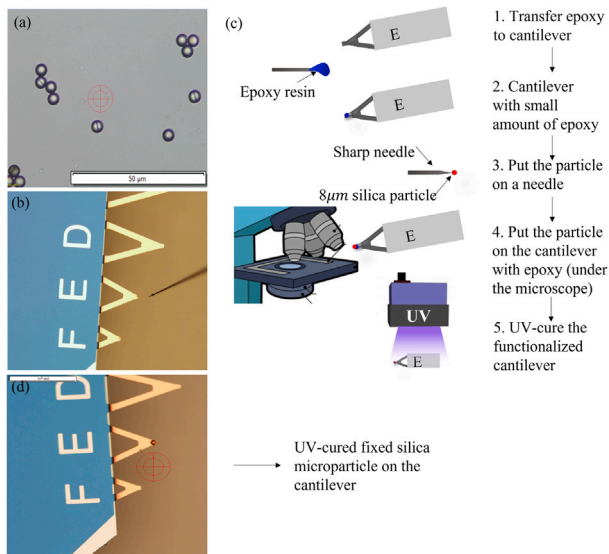 (a)
50 μm
(b)
F E D
(d)
F E D
(c)
E
Epoxy resin
E
Sharp needle
8μm silica particle
E
UV
E
1. Transfer epoxy
to cantilever
2. Cantilever
with small
amount of epoxy
3. Put the particle
on a needle
4. Put the particle
on the cantilever
with epoxy (under
the microscope)
5. UV-cure the
functionalized
cantilever
UV-cured fixed silica
microparticle on the
cantilever